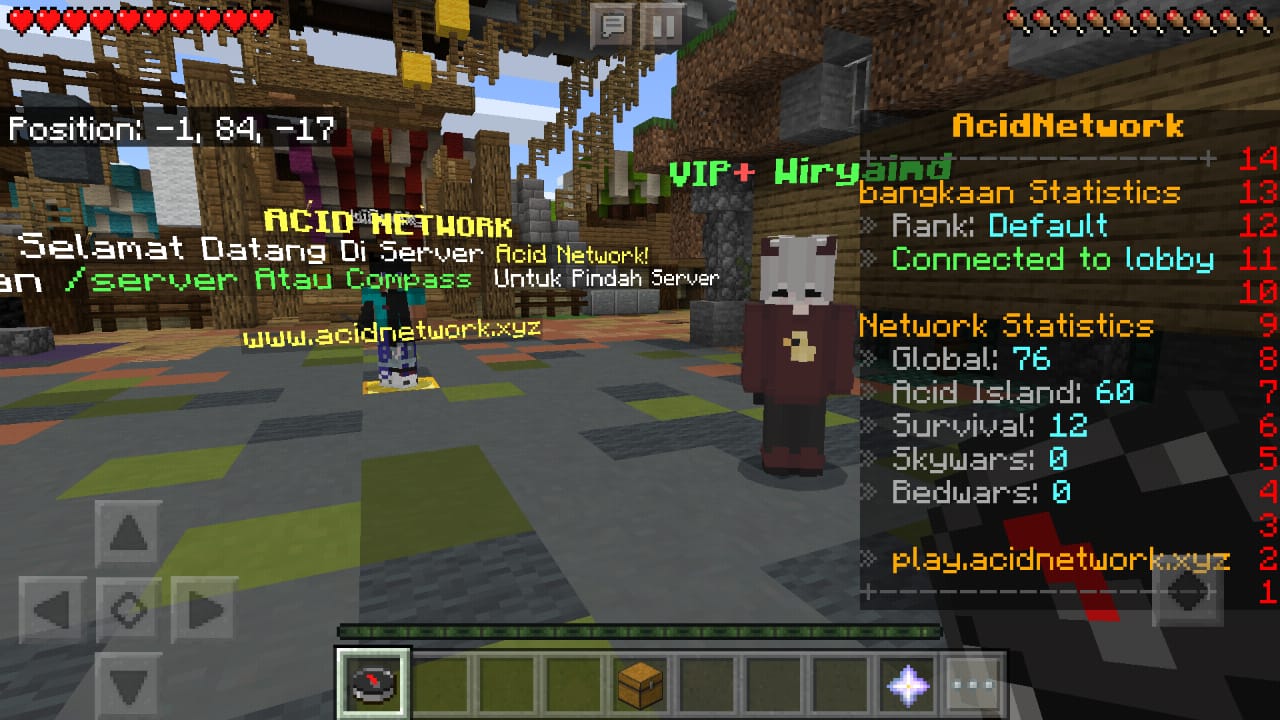 Position: -1, 84, -17
VIP+ Wiryaind
ACID NETWORK
Selamat Datang Di Server Acid Network!
an /server Atau Compass Untuk Pindah Server
www.acidnetwork.xyz
AcidNetwork
14
bangkaan Statistics 13
» Rank: Default 12
» Connected to lobby 11
10
Network Statistics 9
» Global: 76 8
» Acid Island: 60 7
» Survival: 12 6
» Skywars: 0 5
» Bedwars: 0 4
3
» play.acidnetwork.xyz 2
1